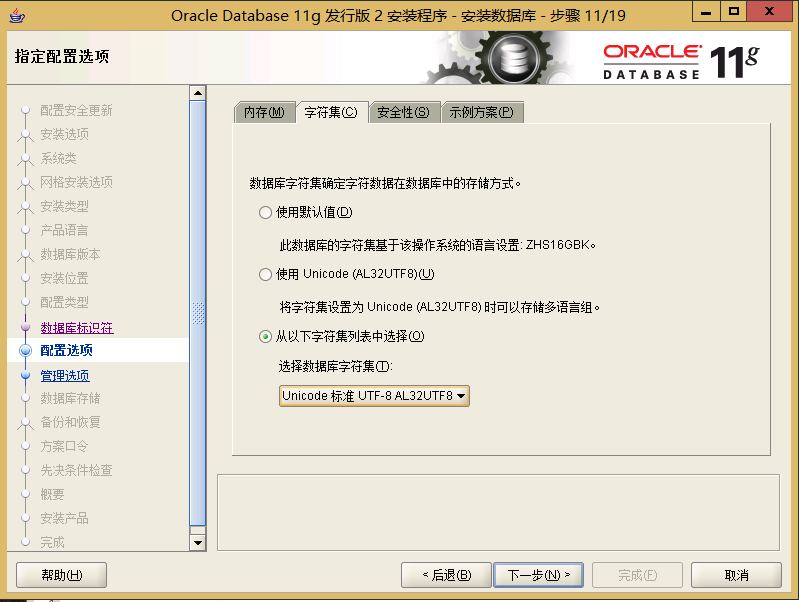 Oracle Database 11g 发行版 2 安装程序 - 安装数据库 - 步骤 11/19
指定配置选项
ORACLE
DATABASE
11g
配置安全更新
安装选项
系统类
网格安装选项
安装类型
产品语言
数据库版本
安装位置
配置类型
数据库标识符
配置选项
管理选项
数据库存储
备份和恢复
方案口令
先决条件检查
概要
安装产品
完成
内存(M) 字符集(C) 安全性(S) 示例方案(P)
数据库字符集确定字符数据在数据库中的存储方式。
使用默认值(D)
此数据库的字符集基于该操作系统的语言设置: ZHS16GBK。
使用 Unicode (AL32UTF8)(U)
将字符集设置为 Unicode (AL32UTF8) 时可以存储多语言组。
从以下字符集列表中选择(O)
选择数据库字符集(T):
Unicode 标准 UTF-8 AL32UTF8
帮助(H) < 后退(B) 下一步(N) > 完成(F) 取消